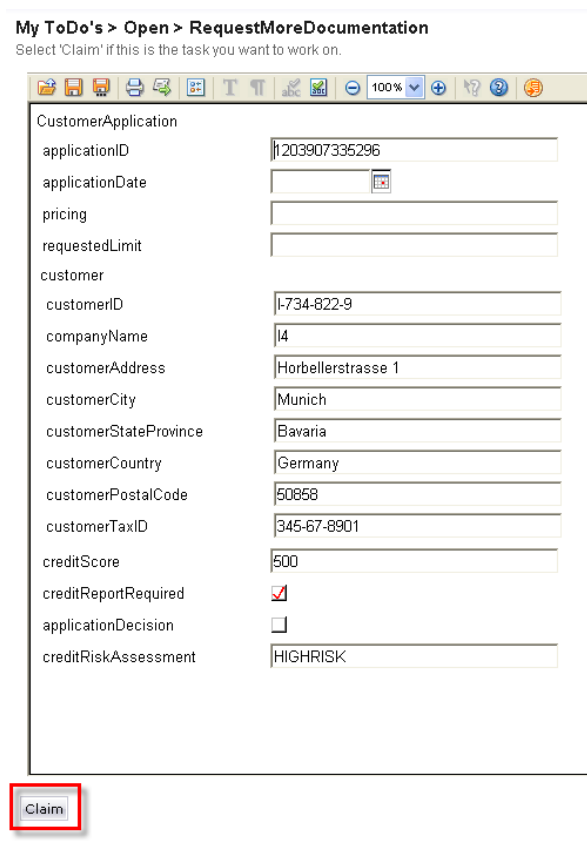 My ToDo's > Open > RequestMoreDocumentation
Select 'Claim' if this is the task you want to work on.
100%
CustomerApplication
applicationID 1203907335296
applicationDate
pricing
requestedLimit
customer
customerID I-734-822-9
companyName I4
customerAddress Horbellerstrasse 1
customerCity Munich
customerStateProvince Bavaria
customerCountry Germany
customerPostalCode 50858
customerTaxID 345-67-8901
creditScore 500
creditReportRequired
applicationDecision
creditRiskAssessment HIGHRISK
Claim